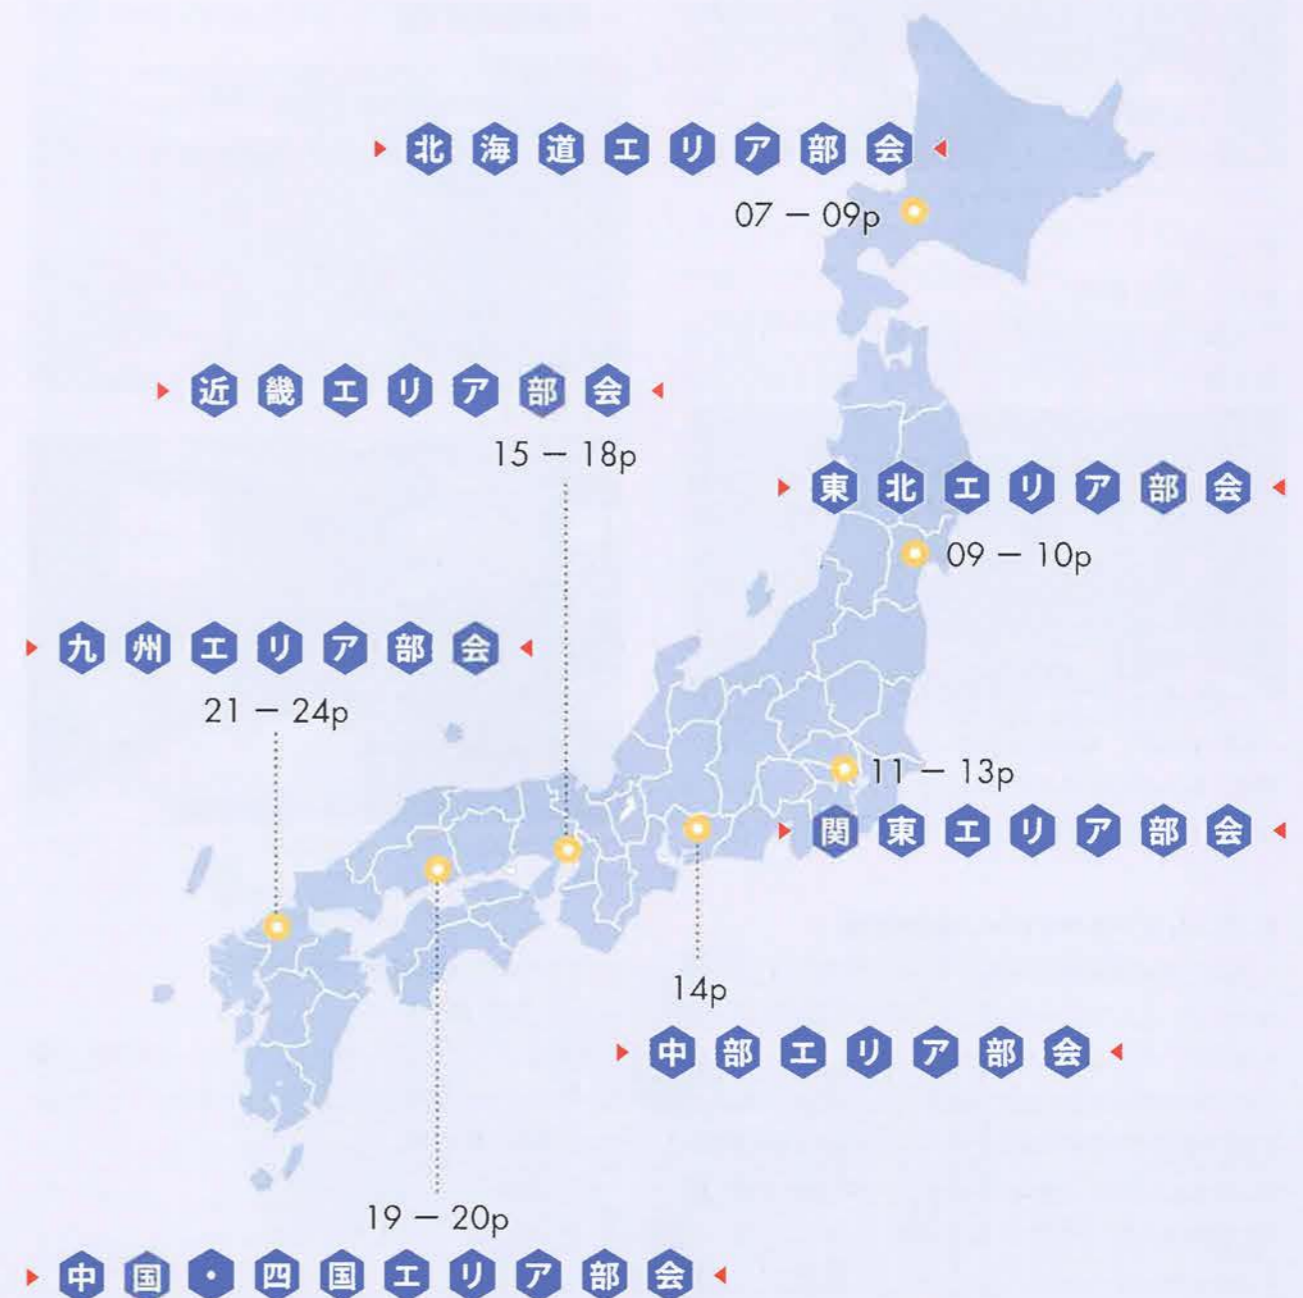 北海道エリア部会
07 − 09p
近畿エリア部会
15 − 18p
東北エリア部会
09 − 10p
九州エリア部会
21 − 24p
11 − 13p
関東エリア部会
14p
中部エリア部会
19 − 20p
中国・四国エリア部会